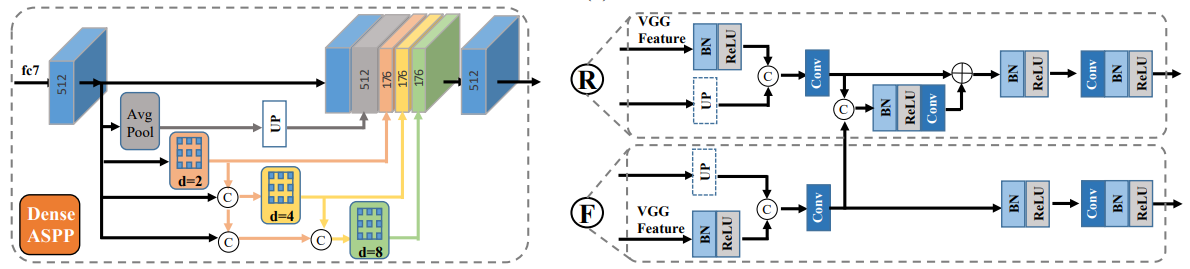 fc7
512
512
176
176
176
512
Avg
Pool
UP
d=2
C
d=4
C
C
d=8
Dense
ASPP
R
VGG
Feature
BN
ReLU
UP
C
Conv
C
BN
ReLU
Conv
BN
ReLU
Conv
BN
ReLU
F
UP
VGG
Feature
BN
ReLU
C
Conv
BN
ReLU
Conv
BN
ReLU